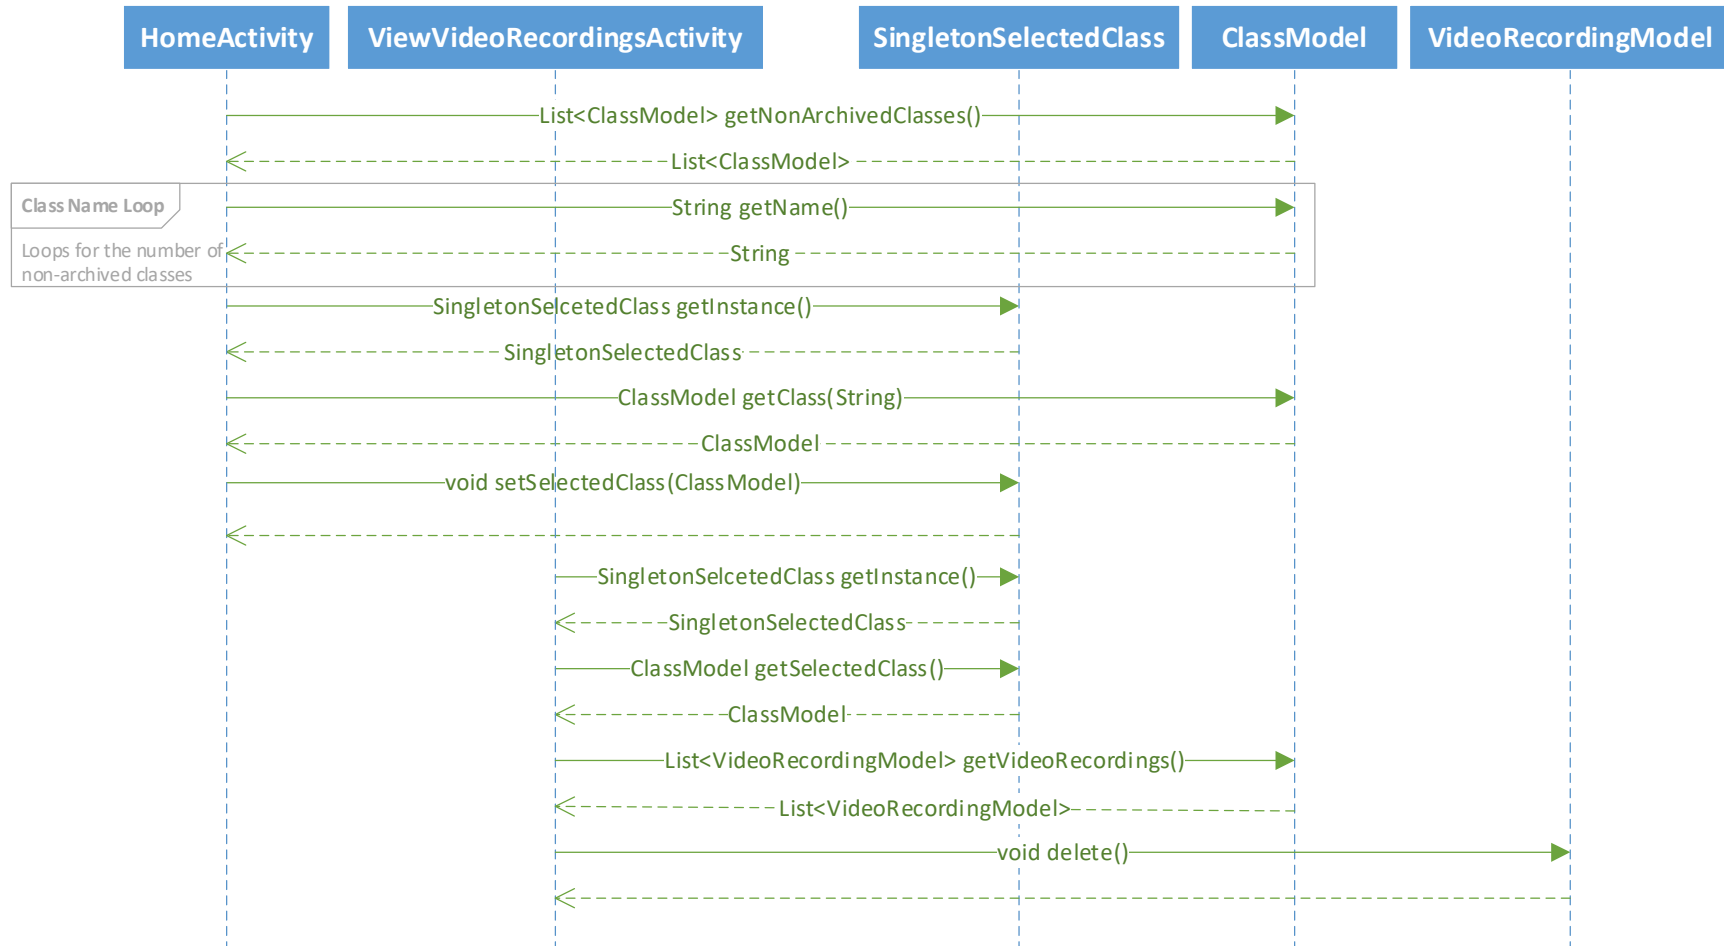 HomeActivity
ViewVideoRecordingsActivity
SingletonSelectedClass
ClassModel
VideoRecordingModel
List<ClassModel> getNonArchivedClasses()
List<ClassModel>
Class Name Loop
String getName()
Loops for the number of
non-archived classes
String
SingletonSelcetedClass getInstance()
SingletonSelectedClass
ClassModel getClass(String)
ClassModel
void setSelectedClass(ClassModel)
SingletonSelcetedClass getInstance()
SingletonSelectedClass
ClassModel getSelectedClass()
ClassModel
List<VideoRecordingModel> getVideoRecordings()
List<VideoRecordingModel>
void delete()